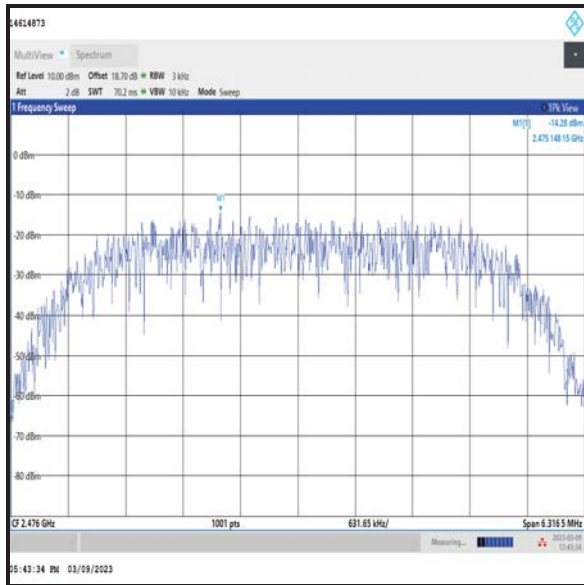 14614873
MultiView Spectrum
Ref Level 10.00 dBm Offset 18.70 dB RBW 3 kHz
Att 2 dB SWT 70.2 ms VBW 10 kHz Mode Sweep
1 Frequency Sweep 1Pk View
M1[1] -14.28 dBm
2.475 148 15 GHz
0 dBm
M1
-10 dBm
-20 dBm
-30 dBm
-40 dBm
-50 dBm
-60 dBm
-70 dBm
-80 dBm
CF 2.476 GHz 1001 pts 631.65 kHz/ Span 6.316 5 MHz
Measuring...
05:43:34 PM 03/09/2023